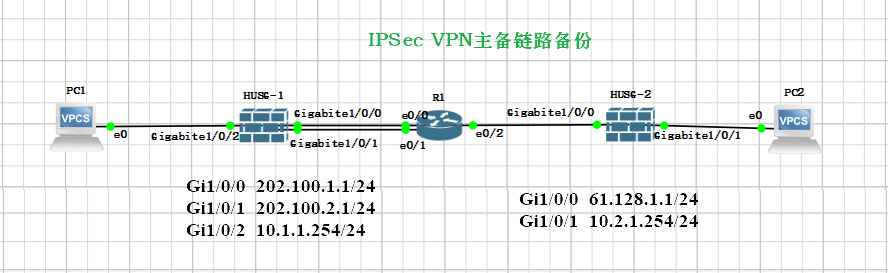 IPSec VPN主备链路备份
PC1
HUSG-1
R1
HUSG-2
PC2
VPCS
e0
Gigabite1/0/2
Gigabite1/0/0
Gigabite1/0/1
e0/0
e0/1
e0/2
Gigabite1/0/0
Gigabite1/0/1
e0
VPCS
Gi1/0/0 202.100.1.1/24
Gi1/0/1 202.100.2.1/24
Gi1/0/2 10.1.1.254/24
Gi1/0/0 61.128.1.1/24
Gi1/0/1 10.2.1.254/24